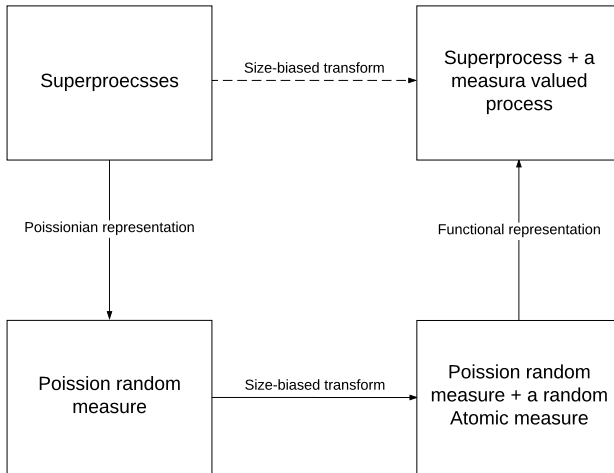 Superproecsses
Size-biased transform
Superprocess + a
measura valued
process
Poissionian representation
Functional representation
Poission random
measure
Size-biased transform
Poission random
measure + a random
Atomic measure